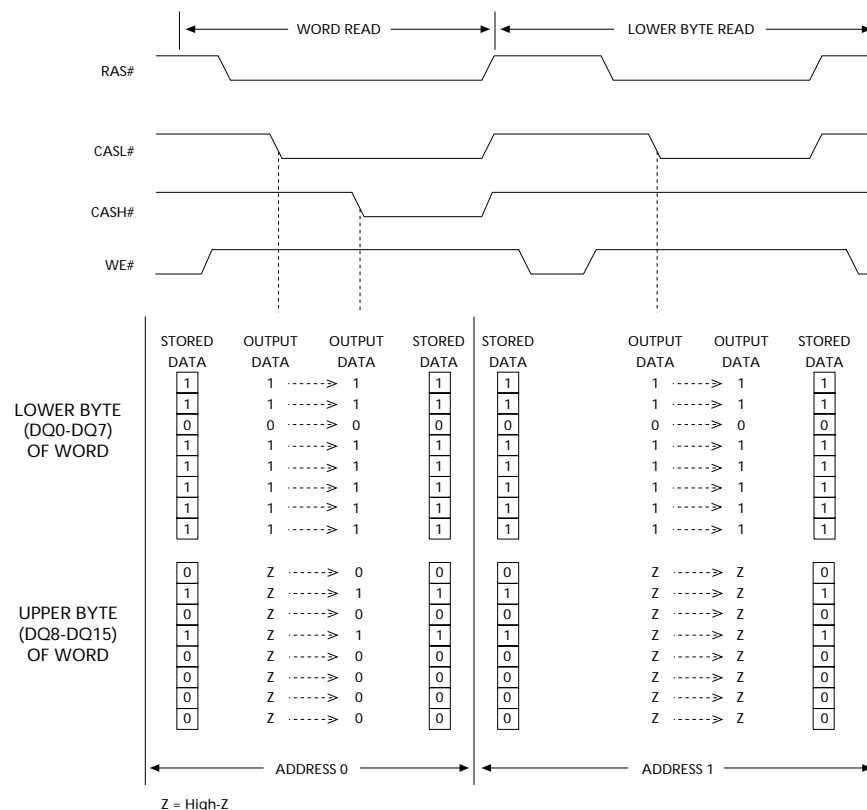 WORD READ LOWER BYTE READ
RAS#
CASL#
CASH#
WE#
STORED OUTPUT OUTPUT STORED STORED OUTPUT OUTPUT STORED
DATA DATA DATA DATA DATA DATA DATA DATA
1 1 1 1 1 1 1 1
1 1 1 1 1 1 1 1
0 0 0 0 0 0 0 0
1 1 1 1 1 1 1 1
1 1 1 1 1 1 1 1
1 1 1 1 1 1 1 1
1 1 1 1 1 1 1 1
1 1 1 1 1 1 1 1
LOWER BYTE
(DQ0-DQ7)
OF WORD
0 Z 0 0 0 Z Z 0
1 Z 1 1 1 Z Z 1
0 Z 0 0 0 Z Z 0
1 Z 1 1 1 Z Z 1
0 Z 0 0 0 Z Z 0
0 Z 0 0 0 Z Z 0
0 Z 0 0 0 Z Z 0
0 Z 0 0 0 Z Z 0
UPPER BYTE
(DQ8-DQ15)
OF WORD
ADDRESS 0 ADDRESS 1
Z = High-Z